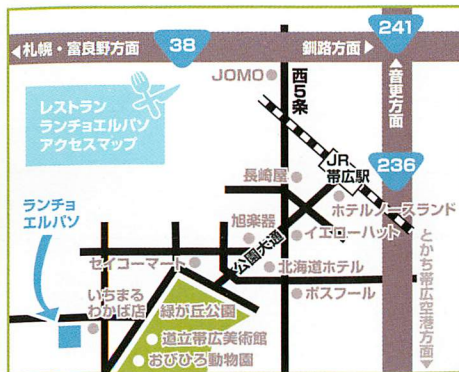 ◀札幌・富良野方面
38
釧路方面▶
241
JOMO
西5条
▲音更方面
レストラン
ランチョエルパソ
アクセスマップ
JR
帯広駅
236
長崎屋
ホテルノースランド
ランチョ
エルパソ
旭楽器
イエローハット
公園大通
セイコーマート
北海道ホテル
いちまる
わかば店
緑が丘公園
ボスフール
とかち帯広空港方面▼
道立帯広美術館
おびひろ動物園